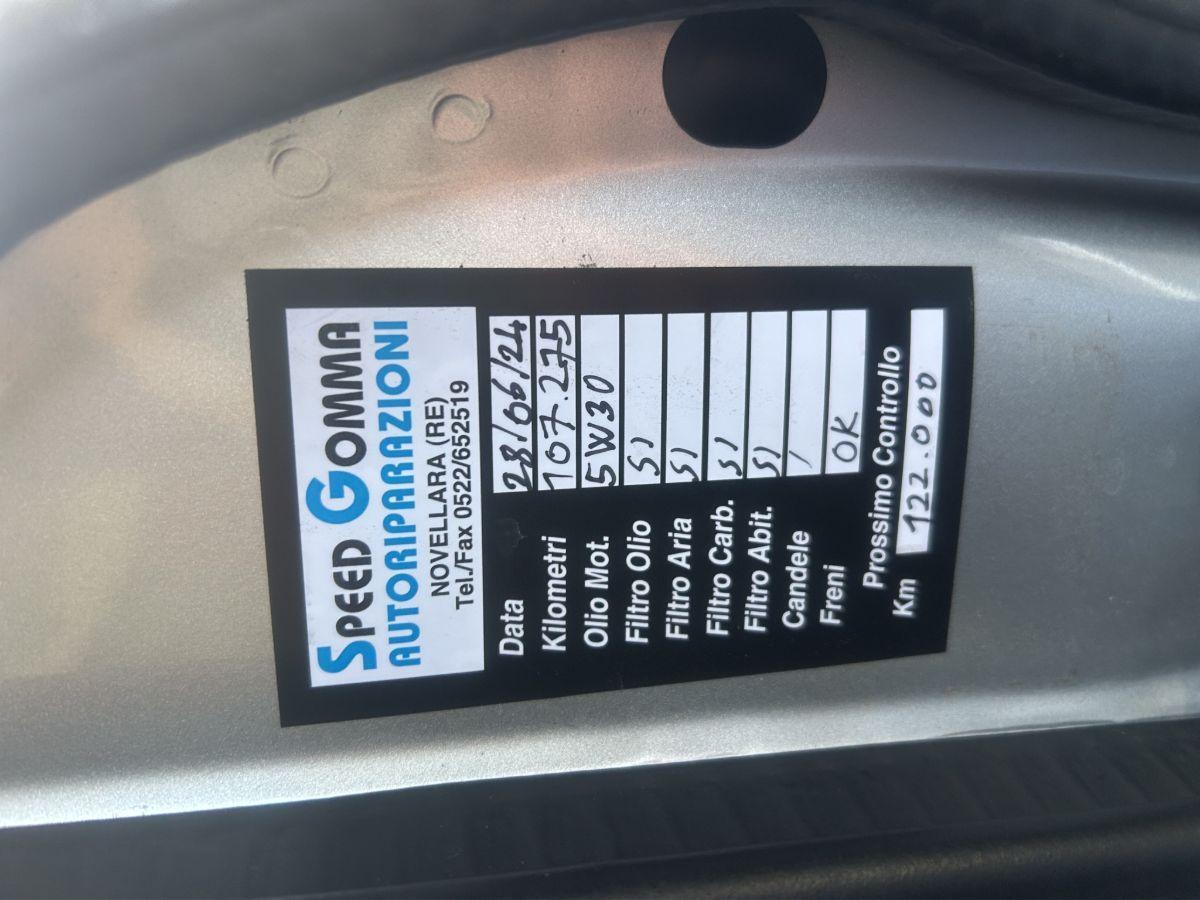 SPEED GOMMA
AUTORIPARAZIONI
NOVELLARA (RE)
Tel./Fax 0522/652519
Data 28/06/24
Kilometri 107.275
Olio Mot. 5W30
Filtro Olio SI
Filtro Aria SI
Filtro Carb. SI
Filtro Abit. SI
Candele /
Freni OK
Prossimo Controllo
Km 122.000